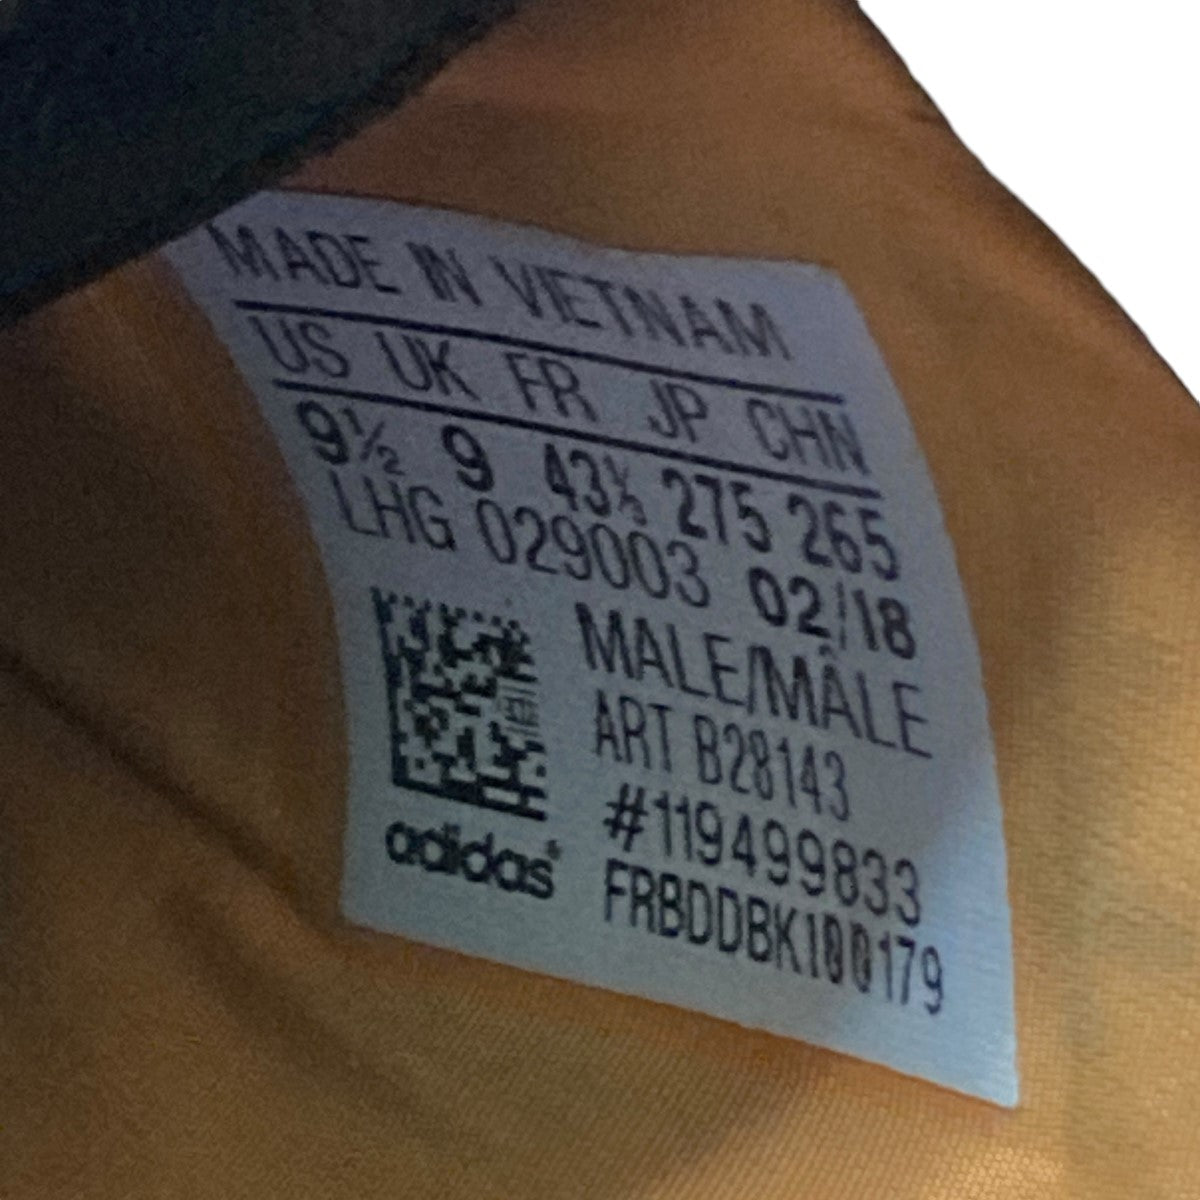 MADE IN VIETNAM
US UK FR JP CHN
9½ 9 43⅓ 275 265
LHG 029003 02/18
MALE/MÂLE
ART B28143
#119499833
FRBDDBK100179
adidas